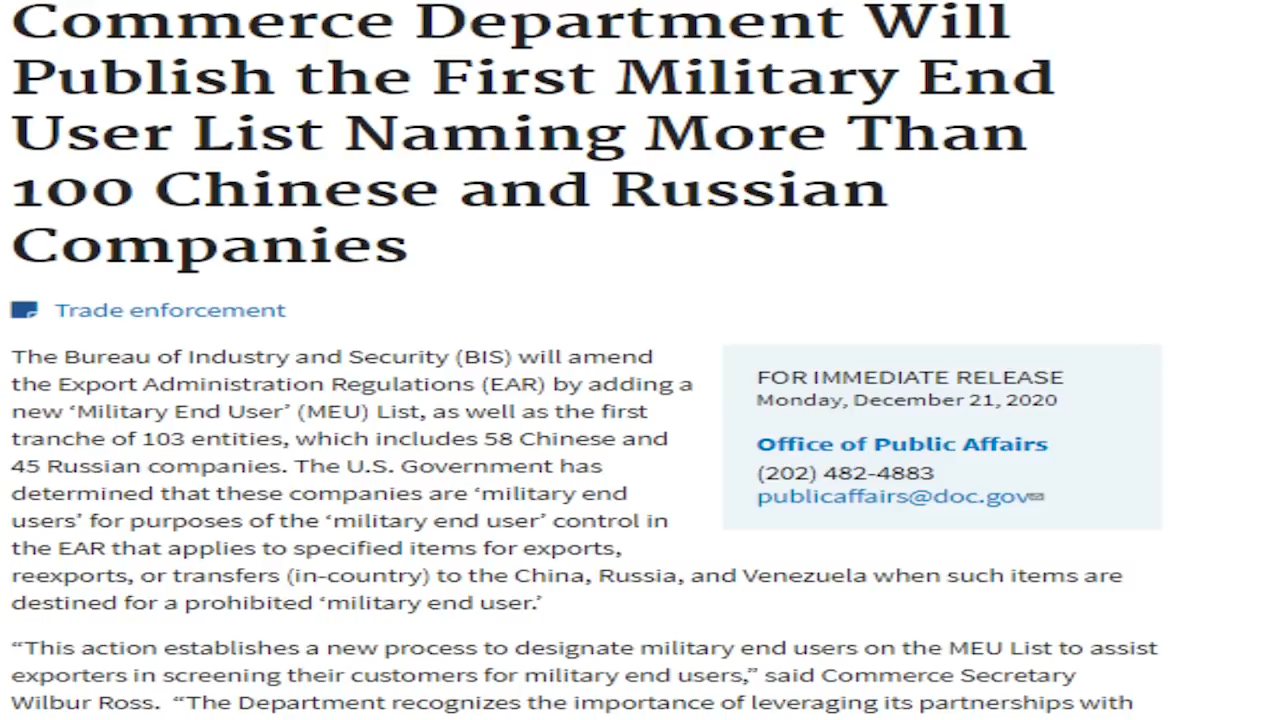 Commerce Department Will
Publish the First Military End
User List Naming More Than
100 Chinese and Russian
Companies
Trade enforcement
The Bureau of Industry and Security (BIS) will amend
the Export Administration Regulations (EAR) by adding a
new ‘Military End User’ (MEU) List, as well as the first
tranche of 103 entities, which includes 58 Chinese and
45 Russian companies. The U.S. Government has
determined that these companies are ‘military end
users’ for purposes of the ‘military end user’ control in
the EAR that applies to specified items for exports,
reexports, or transfers (in-country) to the China, Russia, and Venezuela when such items are
destined for a prohibited ‘military end user.’
FOR IMMEDIATE RELEASE
Monday, December 21, 2020
Office of Public Affairs
(202) 482-4883
publicaffairs@doc.gov
“This action establishes a new process to designate military end users on the MEU List to assist
exporters in screening their customers for military end users,” said Commerce Secretary
Wilbur Ross. “The Department recognizes the importance of leveraging its partnerships with